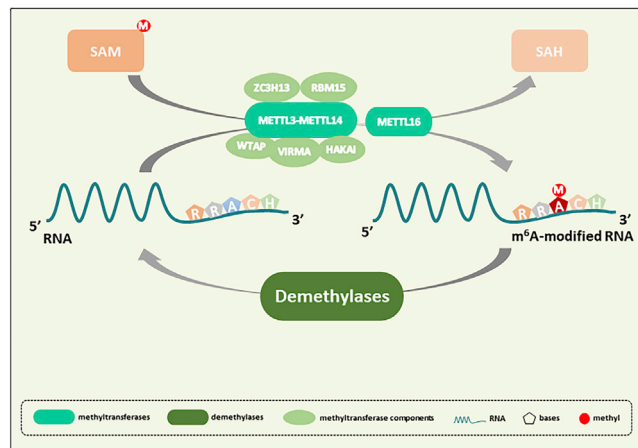 M
SAM
SAH
ZC3H13
RBM15
METTL3-METTL14
METTL16
WTAP
VIRMA
HAKAI
M
R R A C H
R R A C H
5’
3’
RNA
5’
3’
m⁶A-modified RNA
Demethylases
methyltransferases
demethylases
methyltransferase components
RNA
bases
methyl